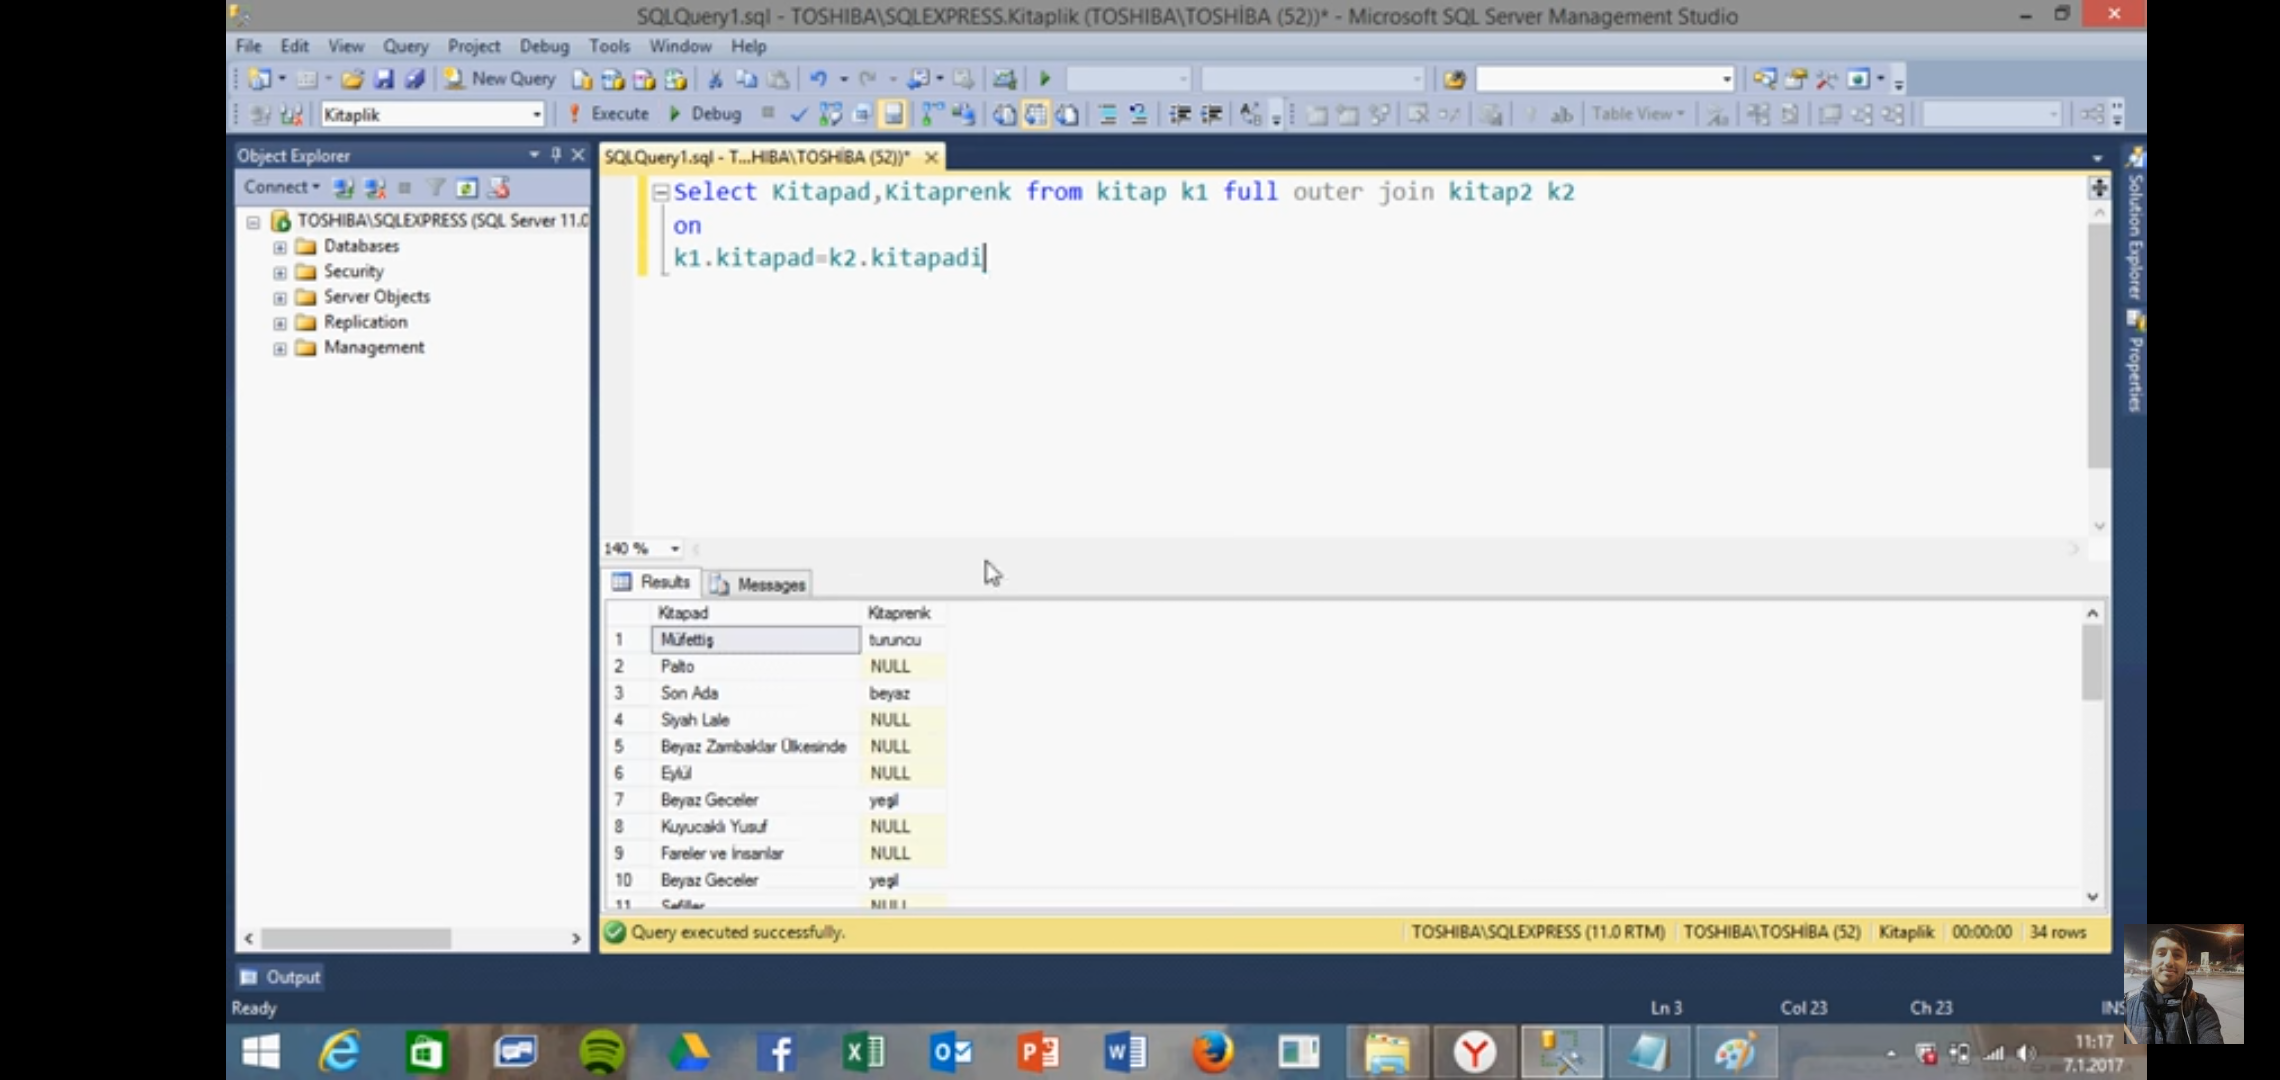 SQLQuery1.sql - TOSHIBA\SQLEXPRESS.Kitaplik (TOSHIBA\TOSHİBA (52))* - Microsoft SQL Server Management Studio
File Edit View Query Project Debug Tools Window Help
New Query
Kitaplik Execute Debug Table View
Object Explorer
SQLQuery1.sql - T...HIBA\TOSHİBA (52))*
Connect
TOSHIBA\SQLEXPRESS (SQL Server 11.0
Databases
Security
Server Objects
Replication
Management
Select Kitapad,Kitaprenk from kitap k1 full outer join kitap2 k2
on
k1.kitapad=k2.kitapadi
Solution Explorer
Properties
140 %
Results Messages
Kitapad Kitaprenk
1 Müfettiş turuncu
2 Palto NULL
3 Son Ada beyaz
4 Siyah Lale NULL
5 Beyaz Zambaklar Ülkesinde NULL
6 Eylül NULL
7 Beyaz Geceler yeşil
8 Kuyucaklı Yusuf NULL
9 Fareler ve İnsanlar NULL
10 Beyaz Geceler yeşil
11 Sefiller NULL
Query executed successfully. TOSHIBA\SQLEXPRESS (11.0 RTM) TOSHIBA\TOSHİBA (52) Kitaplik 00:00:00 34 rows
Output
Ready Ln 3 Col 23 Ch 23 INS
11:17
7.1.2017